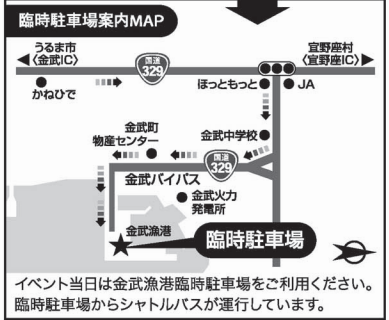 臨時駐車場案内MAP
うるま市
〈金武IC〉
国道
329
宜野座村
〈宜野座IC〉
かねひで
ほっともっと
JA
金武町
物産センター
金武中学校
国道
329
金武バイパス
金武火力
発電所
金武漁港
臨時駐車場
イベント当日は金武漁港臨時駐車場をご利用ください。
臨時駐車場からシャトルバスが運行しています。